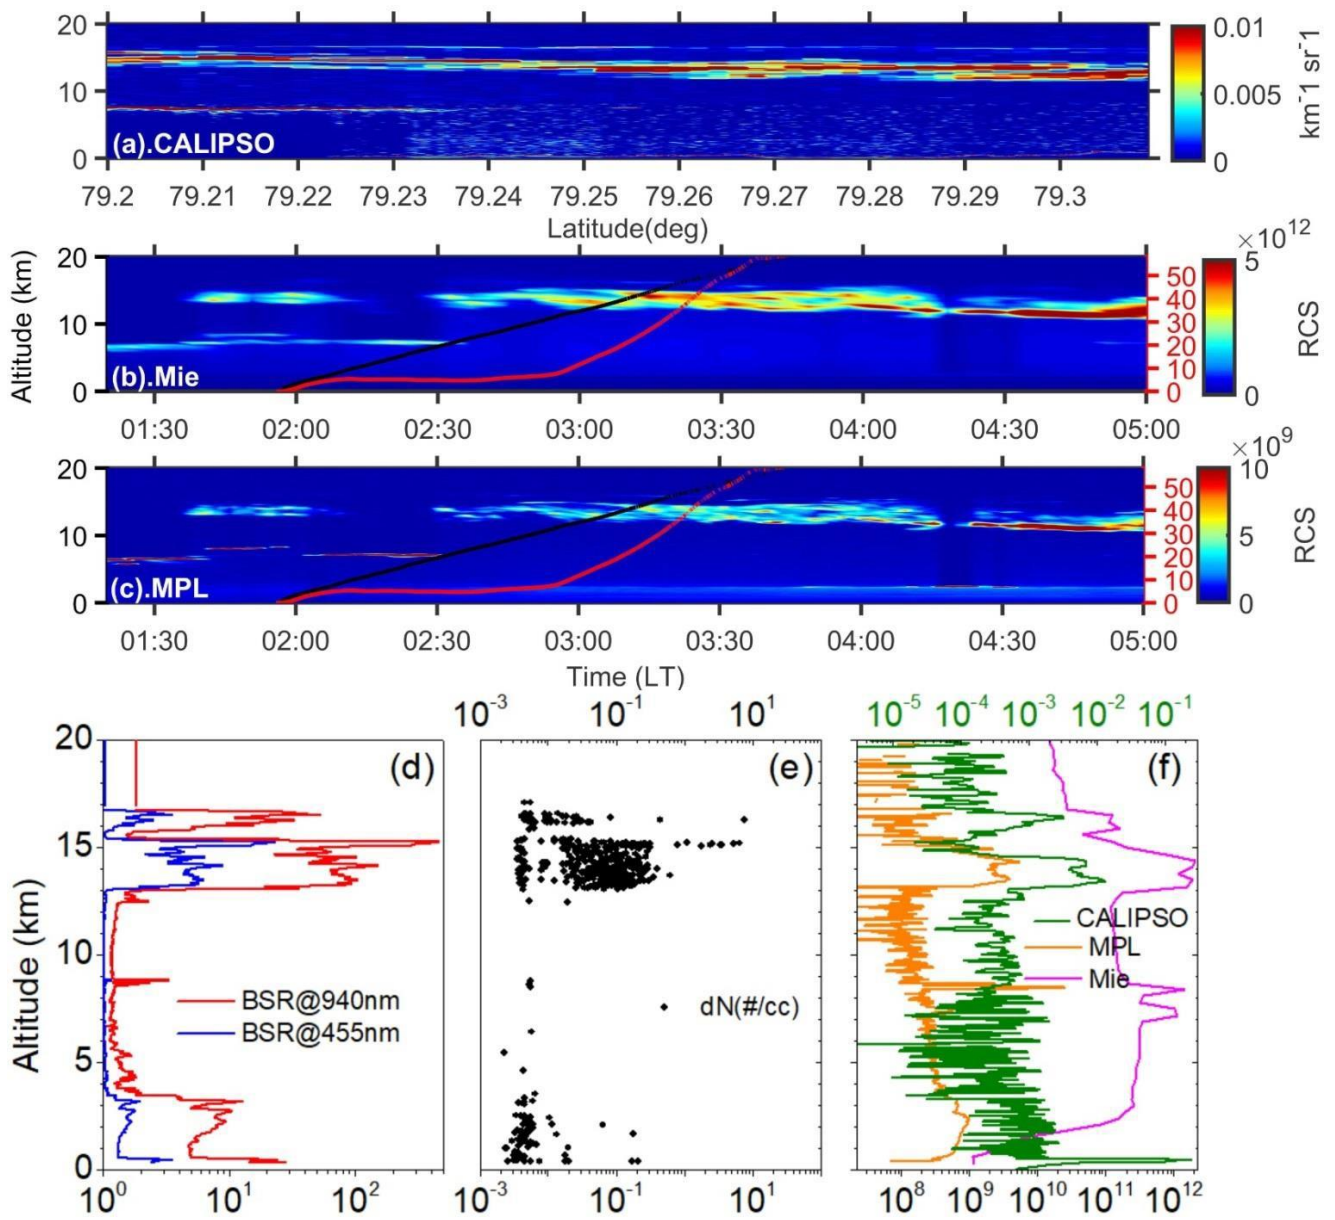 20
10
0
(a).CALIPSO
0.01
0.005
0
km⁻¹ sr⁻¹
79.2 79.21 79.22 79.23 79.24 79.25 79.26 79.27 79.28 79.29 79.3
Latitude(deg)
×10¹²
Altitude (km)
20
10
0
(b).Mie
50
40
30
20
10
0
5
0
RCS
01:30 02:00 02:30 03:00 03:30 04:00 04:30 05:00
×10⁹
20
10
0
(c).MPL
50
40
30
20
10
0
10
5
0
RCS
01:30 02:00 02:30 03:00 03:30 04:00 04:30 05:00
Time (LT)
10⁻³ 10⁻¹ 10¹
10⁻⁵ 10⁻⁴ 10⁻³ 10⁻² 10⁻¹
Altitude (km)
20
15
10
5
0
(d)
BSR@940nm
BSR@455nm
10⁰ 10¹ 10²
(e)
dN(#/cc)
10⁻³ 10⁻¹ 10¹
(f)
CALIPSO
MPL
Mie
10⁸ 10⁹ 10¹⁰ 10¹¹ 10¹²